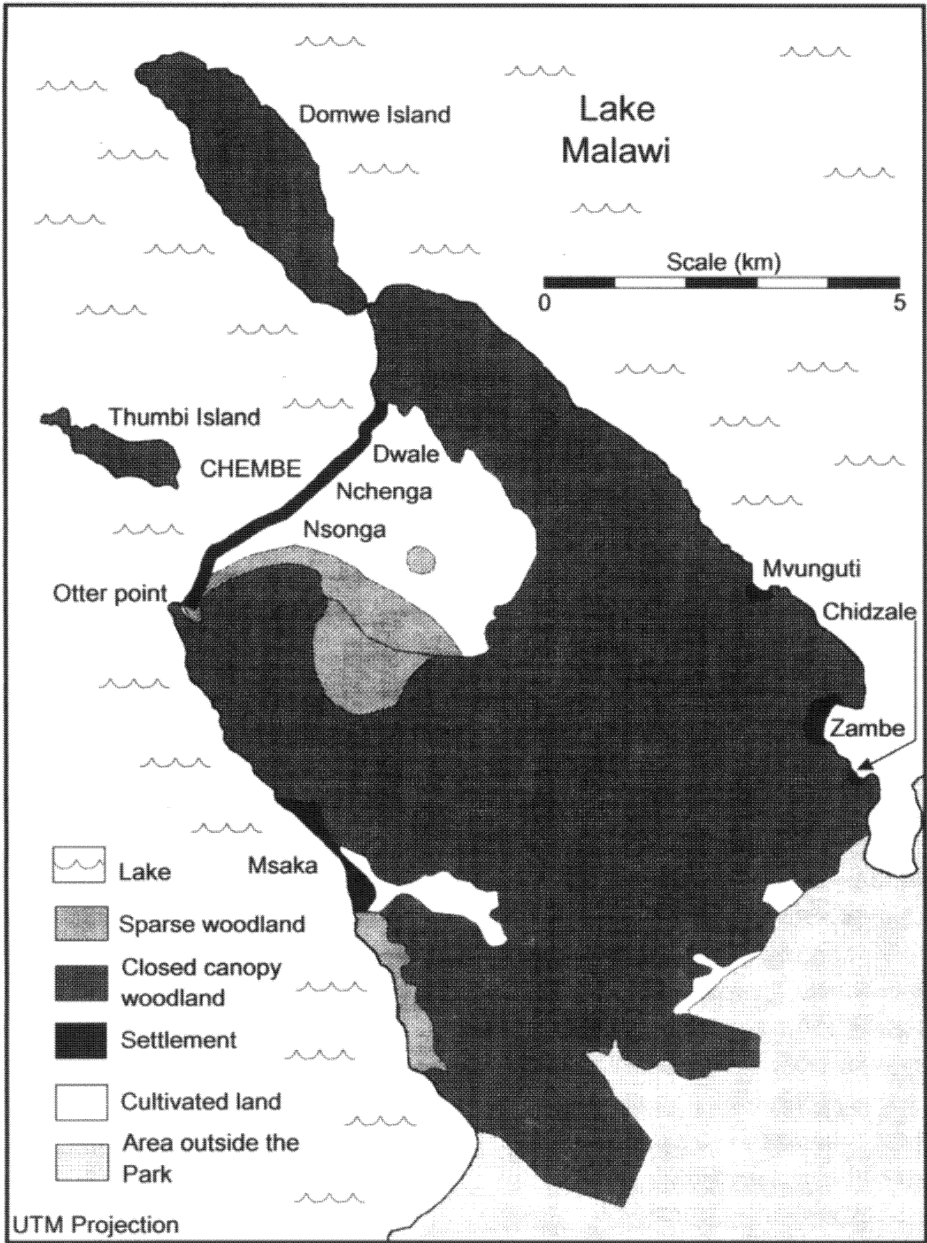 Domwe Island
Lake
Malawi
Scale (km)
0
5
Thumbi Island
CHEMBE
Dwale
Nchenga
Nsonga
Otter point
Mvunguti
Chidzale
Zambe
Msaka
Lake
Sparse woodland
Closed canopy
woodland
Settlement
Cultivated land
Area outside the
Park
UTM Projection